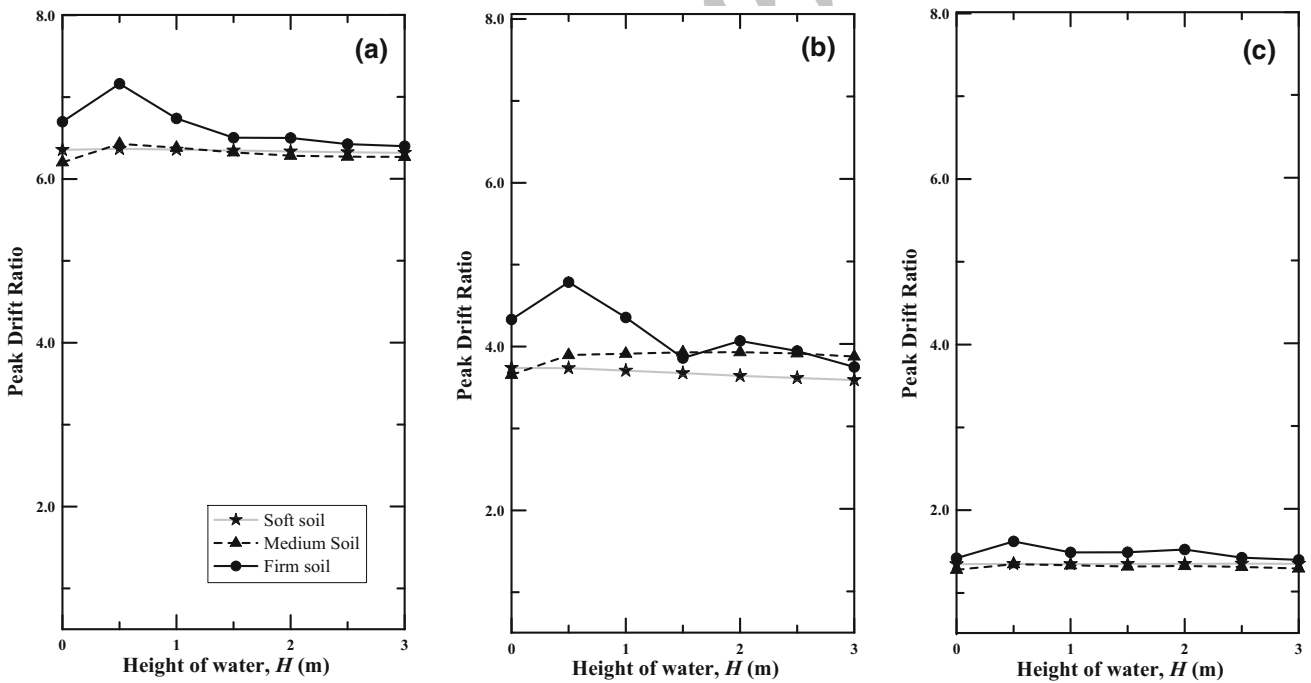 (a)
8.0
6.0
4.0
2.0
Peak Drift Ratio
Soft soil
Medium Soil
Firm soil
0 1 2 3
Height of water, H (m)
(b)
8.0
6.0
4.0
2.0
Peak Drift Ratio
0 1 2 3
Height of water, H (m)
(c)
8.0
6.0
4.0
2.0
Peak Drift Ratio
0 1 2 3
Height of water, H (m)